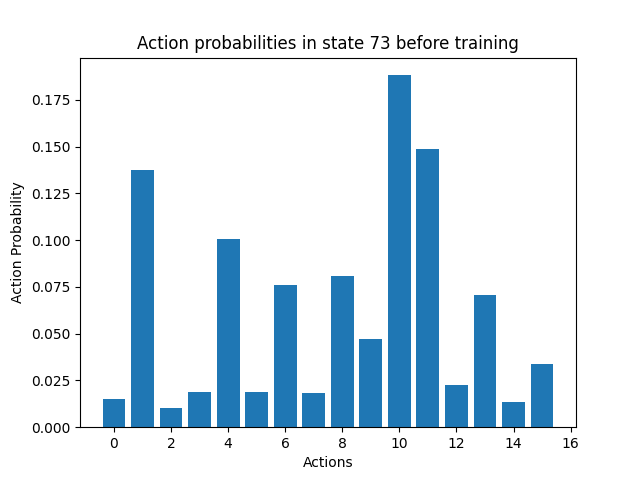 Action probabilities in state 73 before training
0.175
0.150
0.125
0.100
0.075
0.050
0.025
0.000
Action Probability
0 2 4 6 8 10 12 14 16
Actions